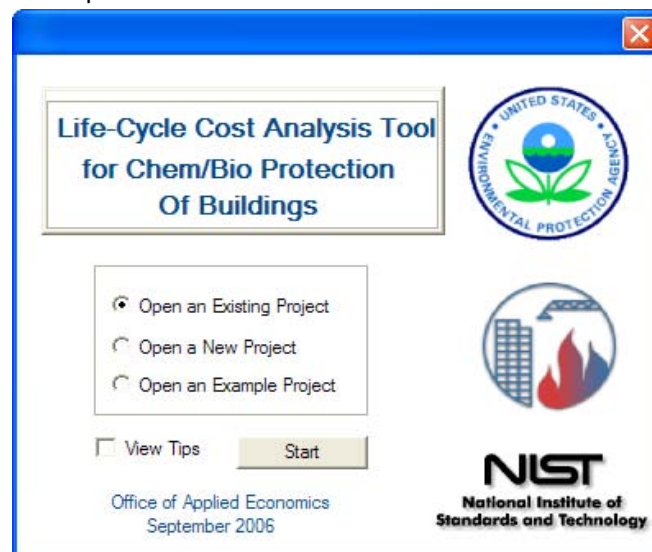 Life-Cycle Cost Analysis Tool
for Chem/Bio Protection
Of Buildings
UNITED STATES
ENVIRONMENTAL PROTECTION AGENCY
Open an Existing Project
Open a New Project
Open an Example Project
View Tips
Start
Office of Applied Economics
September 2006
NIST
National Institute of
Standards and Technology